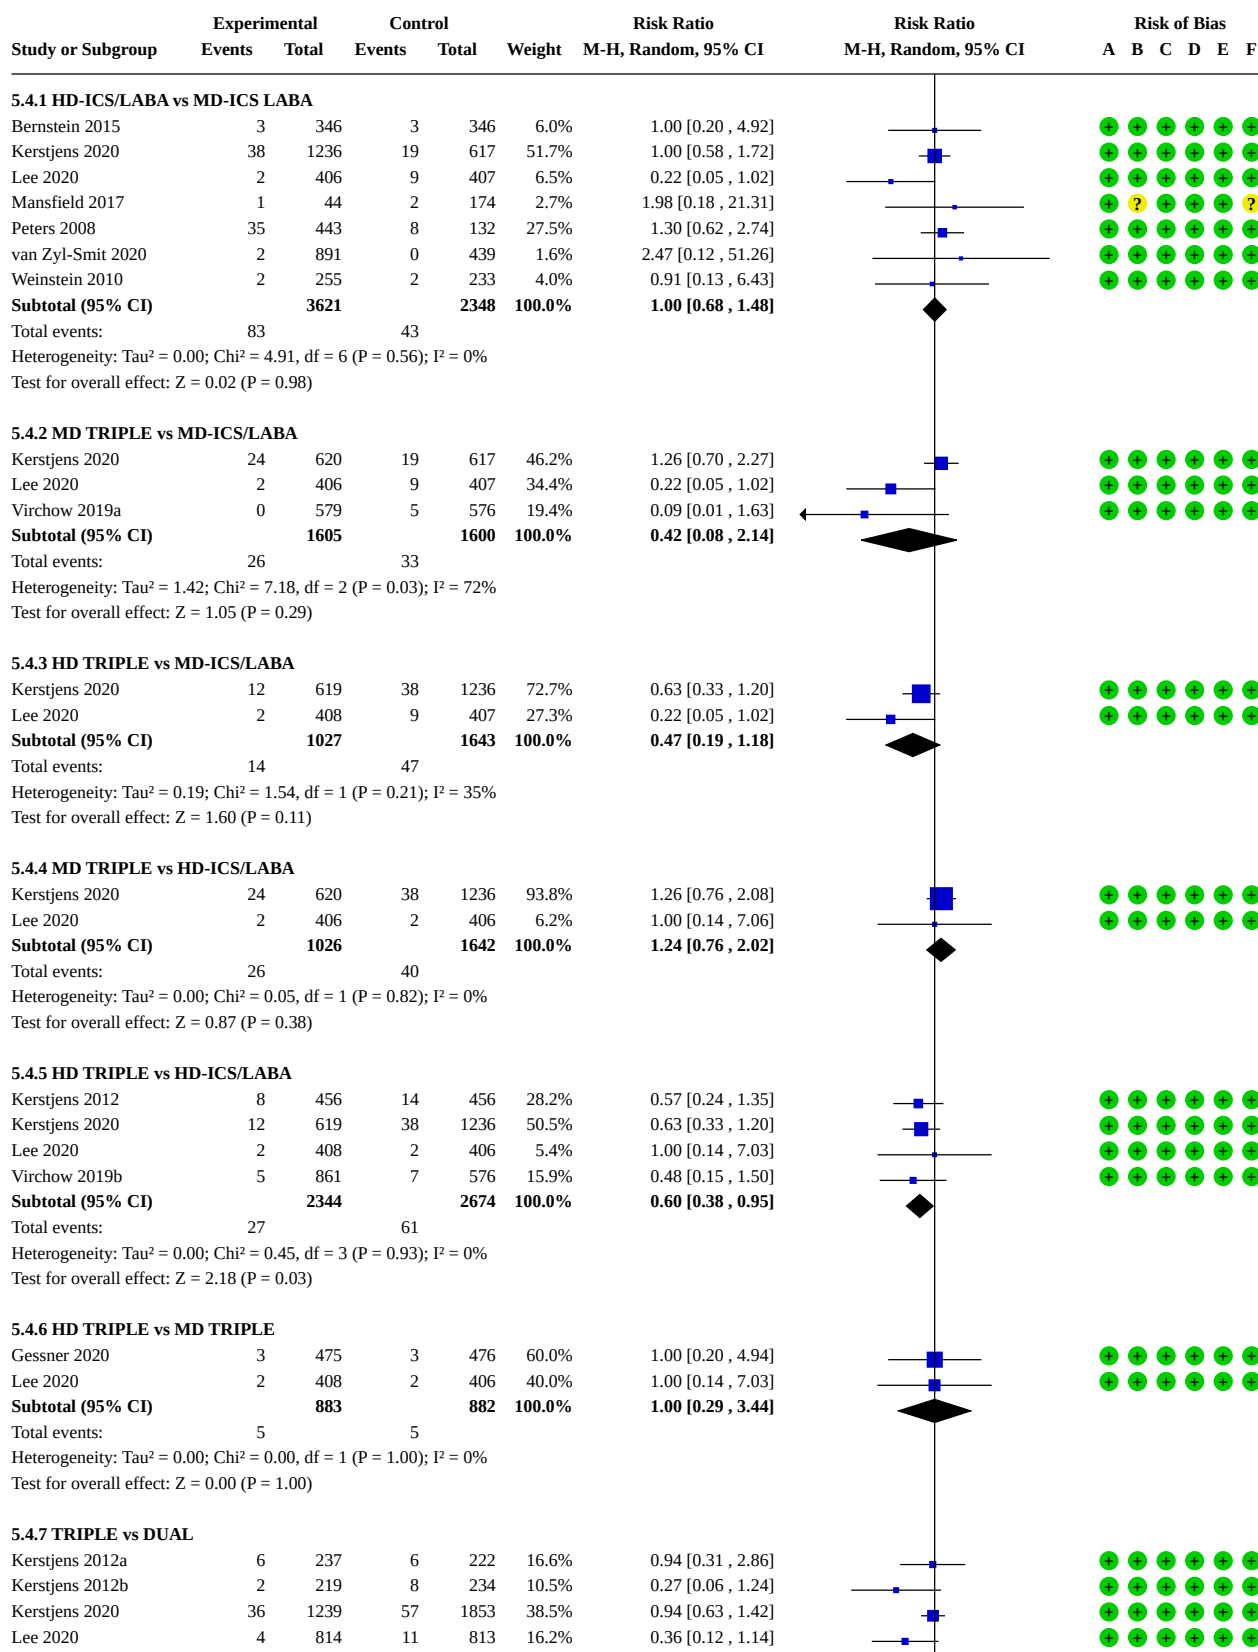 Experimental Control Risk Ratio Risk Ratio Risk of Bias
Study or Subgroup Events Total Events Total Weight M-H, Random, 95% CI M-H, Random, 95% CI A B C D E F
5.4.1 HD-ICS/LABA vs MD-ICS LABA
Bernstein 2015 3 346 3 346 6.0% 1.00 [0.20 , 4.92] + + + + + +
Kerstjens 2020 38 1236 19 617 51.7% 1.00 [0.58 , 1.72] + + + + + +
Lee 2020 2 406 9 407 6.5% 0.22 [0.05 , 1.02] + + + + + +
Mansfield 2017 1 44 2 174 2.7% 1.98 [0.18 , 21.31] + ? + + + ?
Peters 2008 35 443 8 132 27.5% 1.30 [0.62 , 2.74] + + + + + +
van Zyl-Smit 2020 2 891 0 439 1.6% 2.47 [0.12 , 51.26] + + + + + +
Weinstein 2010 2 255 2 233 4.0% 0.91 [0.13 , 6.43] + + + + + +
Subtotal (95% CI) 3621 2348 100.0% 1.00 [0.68 , 1.48]
Total events: 83 43
Heterogeneity: Tau² = 0.00; Chi² = 4.91, df = 6 (P = 0.56); I² = 0%
Test for overall effect: Z = 0.02 (P = 0.98)
5.4.2 MD TRIPLE vs MD-ICS/LABA
Kerstjens 2020 24 620 19 617 46.2% 1.26 [0.70 , 2.27] + + + + + +
Lee 2020 2 406 9 407 34.4% 0.22 [0.05 , 1.02] + + + + + +
Virchow 2019a 0 579 5 576 19.4% 0.09 [0.01 , 1.63] + + + + + +
Subtotal (95% CI) 1605 1600 100.0% 0.42 [0.08 , 2.14]
Total events: 26 33
Heterogeneity: Tau² = 1.42; Chi² = 7.18, df = 2 (P = 0.03); I² = 72%
Test for overall effect: Z = 1.05 (P = 0.29)
5.4.3 HD TRIPLE vs MD-ICS/LABA
Kerstjens 2020 12 619 38 1236 72.7% 0.63 [0.33 , 1.20] + + + + + +
Lee 2020 2 408 9 407 27.3% 0.22 [0.05 , 1.02] + + + + + +
Subtotal (95% CI) 1027 1643 100.0% 0.47 [0.19 , 1.18]
Total events: 14 47
Heterogeneity: Tau² = 0.19; Chi² = 1.54, df = 1 (P = 0.21); I² = 35%
Test for overall effect: Z = 1.60 (P = 0.11)
5.4.4 MD TRIPLE vs HD-ICS/LABA
Kerstjens 2020 24 620 38 1236 93.8% 1.26 [0.76 , 2.08] + + + + + +
Lee 2020 2 406 2 406 6.2% 1.00 [0.14 , 7.06] + + + + + +
Subtotal (95% CI) 1026 1642 100.0% 1.24 [0.76 , 2.02]
Total events: 26 40
Heterogeneity: Tau² = 0.00; Chi² = 0.05, df = 1 (P = 0.82); I² = 0%
Test for overall effect: Z = 0.87 (P = 0.38)
5.4.5 HD TRIPLE vs HD-ICS/LABA
Kerstjens 2012 8 456 14 456 28.2% 0.57 [0.24 , 1.35] + + + + + +
Kerstjens 2020 12 619 38 1236 50.5% 0.63 [0.33 , 1.20] + + + + + +
Lee 2020 2 408 2 406 5.4% 1.00 [0.14 , 7.03] + + + + + +
Virchow 2019b 5 861 7 576 15.9% 0.48 [0.15 , 1.50] + + + + + +
Subtotal (95% CI) 2344 2674 100.0% 0.60 [0.38 , 0.95]
Total events: 27 61
Heterogeneity: Tau² = 0.00; Chi² = 0.45, df = 3 (P = 0.93); I² = 0%
Test for overall effect: Z = 2.18 (P = 0.03)
5.4.6 HD TRIPLE vs MD TRIPLE
Gessner 2020 3 475 3 476 60.0% 1.00 [0.20 , 4.94] + + + + + +
Lee 2020 2 408 2 406 40.0% 1.00 [0.14 , 7.03] + + + + + +
Subtotal (95% CI) 883 882 100.0% 1.00 [0.29 , 3.44]
Total events: 5 5
Heterogeneity: Tau² = 0.00; Chi² = 0.00, df = 1 (P = 1.00); I² = 0%
Test for overall effect: Z = 0.00 (P = 1.00)
5.4.7 TRIPLE vs DUAL
Kerstjens 2012a 6 237 6 222 16.6% 0.94 [0.31 , 2.86] + + + + + +
Kerstjens 2012b 2 219 8 234 10.5% 0.27 [0.06 , 1.24] + + + + + +
Kerstjens 2020 36 1239 57 1853 38.5% 0.94 [0.63 , 1.42] + + + + + +
Lee 2020 4 814 11 813 16.2% 0.36 [0.12 , 1.14] + + + + + +